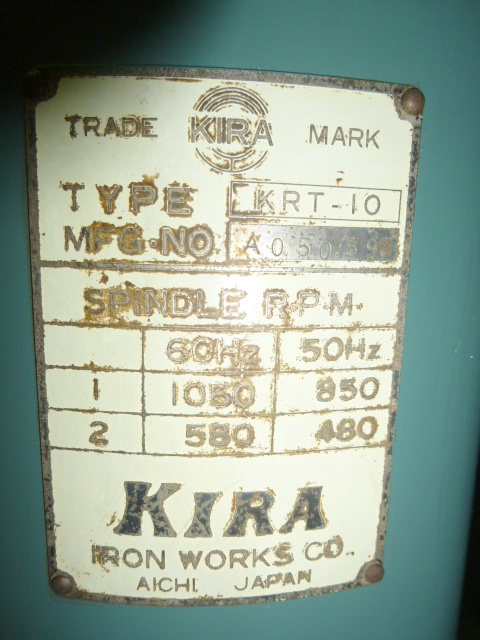 TRADE KIRA MARK
TYPE KRT-10
MFG. NO.
SPINDLE R.P.M.
60Hz 50Hz
1 1050 850
2 580 480
KIRA
IRON WORKS CO.,
AICHI JAPAN